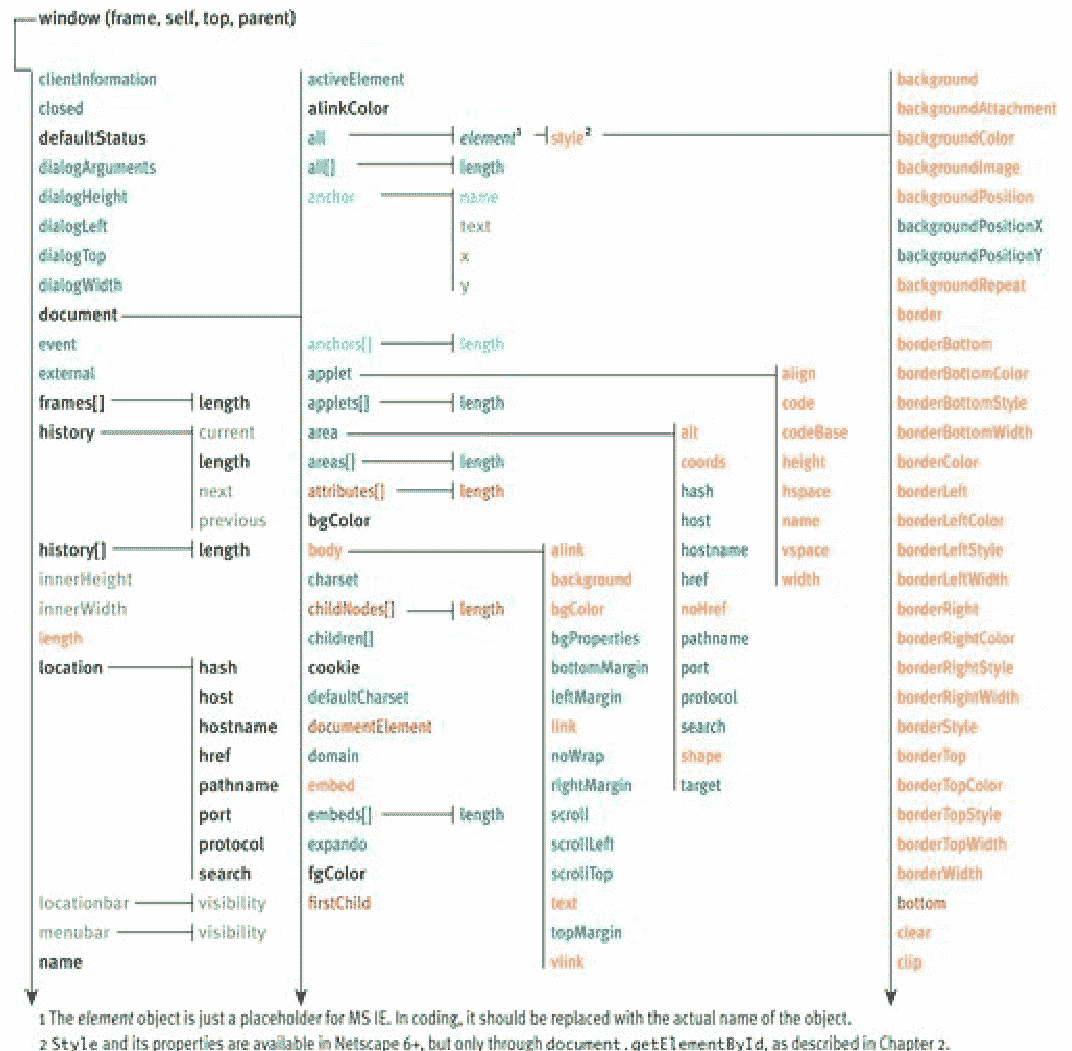 window (frame, self, top, parent)
clientInformation
closed
defaultStatus
dialogArguments
dialogHeight
dialogLeft
dialogTop
dialogWidth
document
event
external
frames[] length
history current
length
next
previous
history[] length
innerHeight
innerWidth
length
location hash
host
hostname
href
pathname
port
protocol
search
locationbar visibility
menubar visibility
name
activeElement
alinkColor
all element¹ style²
all[] length
anchor name
text
x
y
anchors[] length
applet
applets[] length
area
areas[] length
attributes[] length
bgColor
body
charset
childNodes[] length
children[]
cookie
defaultCharset
documentElement
domain
embed
embeds[] length
expando
fgColor
firstChild
alink
background
bgColor
bgProperties
bottomMargin
leftMargin
link
noWrap
rightMargin
scroll
scrollLeft
scrollTop
text
topMargin
vlink
alt
coords
hash
host
hostname
href
noHref
pathname
port
protocol
search
shape
target
align
code
codeBase
height
hspace
name
vspace
width
background
backgroundAttachment
backgroundColor
backgroundImage
backgroundPosition
backgroundPositionX
backgroundPositionY
backgroundRepeat
border
borderBottom
borderBottomColor
borderBottomStyle
borderBottomWidth
borderColor
borderLeft
borderLeftColor
borderLeftStyle
borderLeftWidth
borderRight
borderRightColor
borderRightStyle
borderRightWidth
borderStyle
borderTop
borderTopColor
borderTopStyle
borderTopWidth
borderWidth
bottom
clear
clip
1 The element object is just a placeholder for MS IE. In coding, it should be replaced with the actual name of the object.
2 Style and its properties are available in Netscape 6+, but only through document.getElementById, as described in Chapter 2.